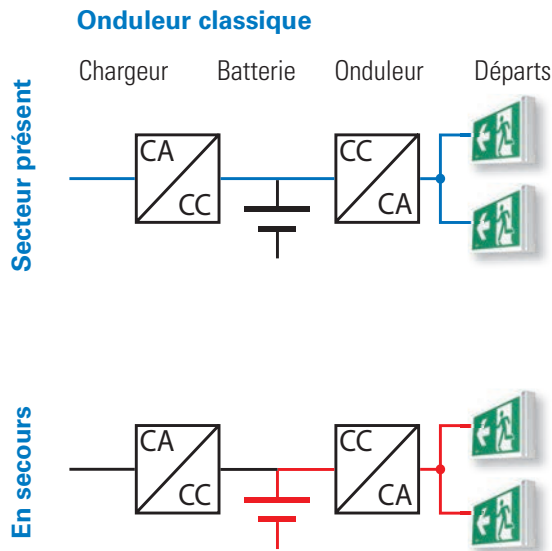 Onduleur classique
Chargeur Batterie Onduleur Départs
Secteur présent
CA
CC
CC
CA
En secours
CA
CC
CC
CA